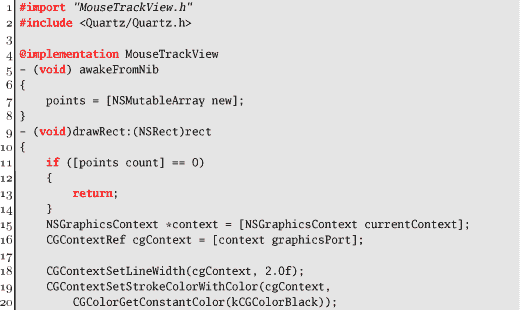 1 #import "MouseTrackView.h"
2 #include <Quartz/Quartz.h>
3
4 @implementation MouseTrackView
5 - (void) awakeFromNib
6 {
7     points = [NSMutableArray new];
8 }
9 - (void)drawRect:(NSRect)rect
10 {
11     if ([points count] == 0)
12     {
13         return;
14     }
15     NSGraphicsContext *context = [NSGraphicsContext currentContext];
16     CGContextRef cgContext = [context graphicsPort];
17
18     CGContextSetLineWidth(cgContext, 2.0f);
19     CGContextSetStrokeColorWithColor(cgContext,
20         CGColorGetConstantColor(kCGColorBlack));